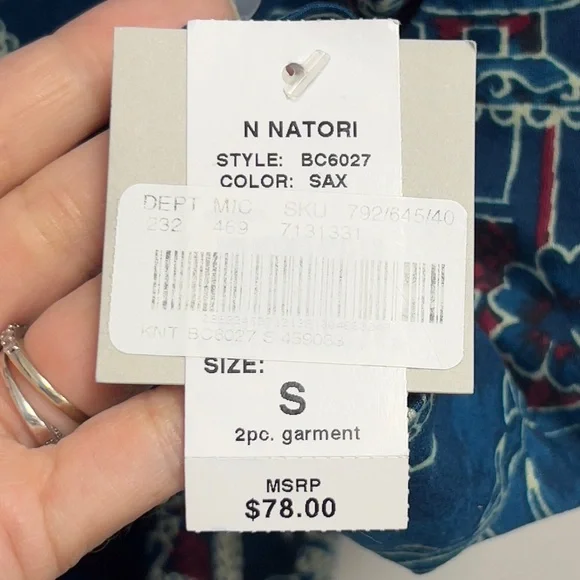 N NATORI
STYLE: BC6027
COLOR: SAX
DEPT MIC SKU 792/645/40
232 469 7131331
KNIT BC6027 S
SIZE:
S
2pc. garment
MSRP
$78.00